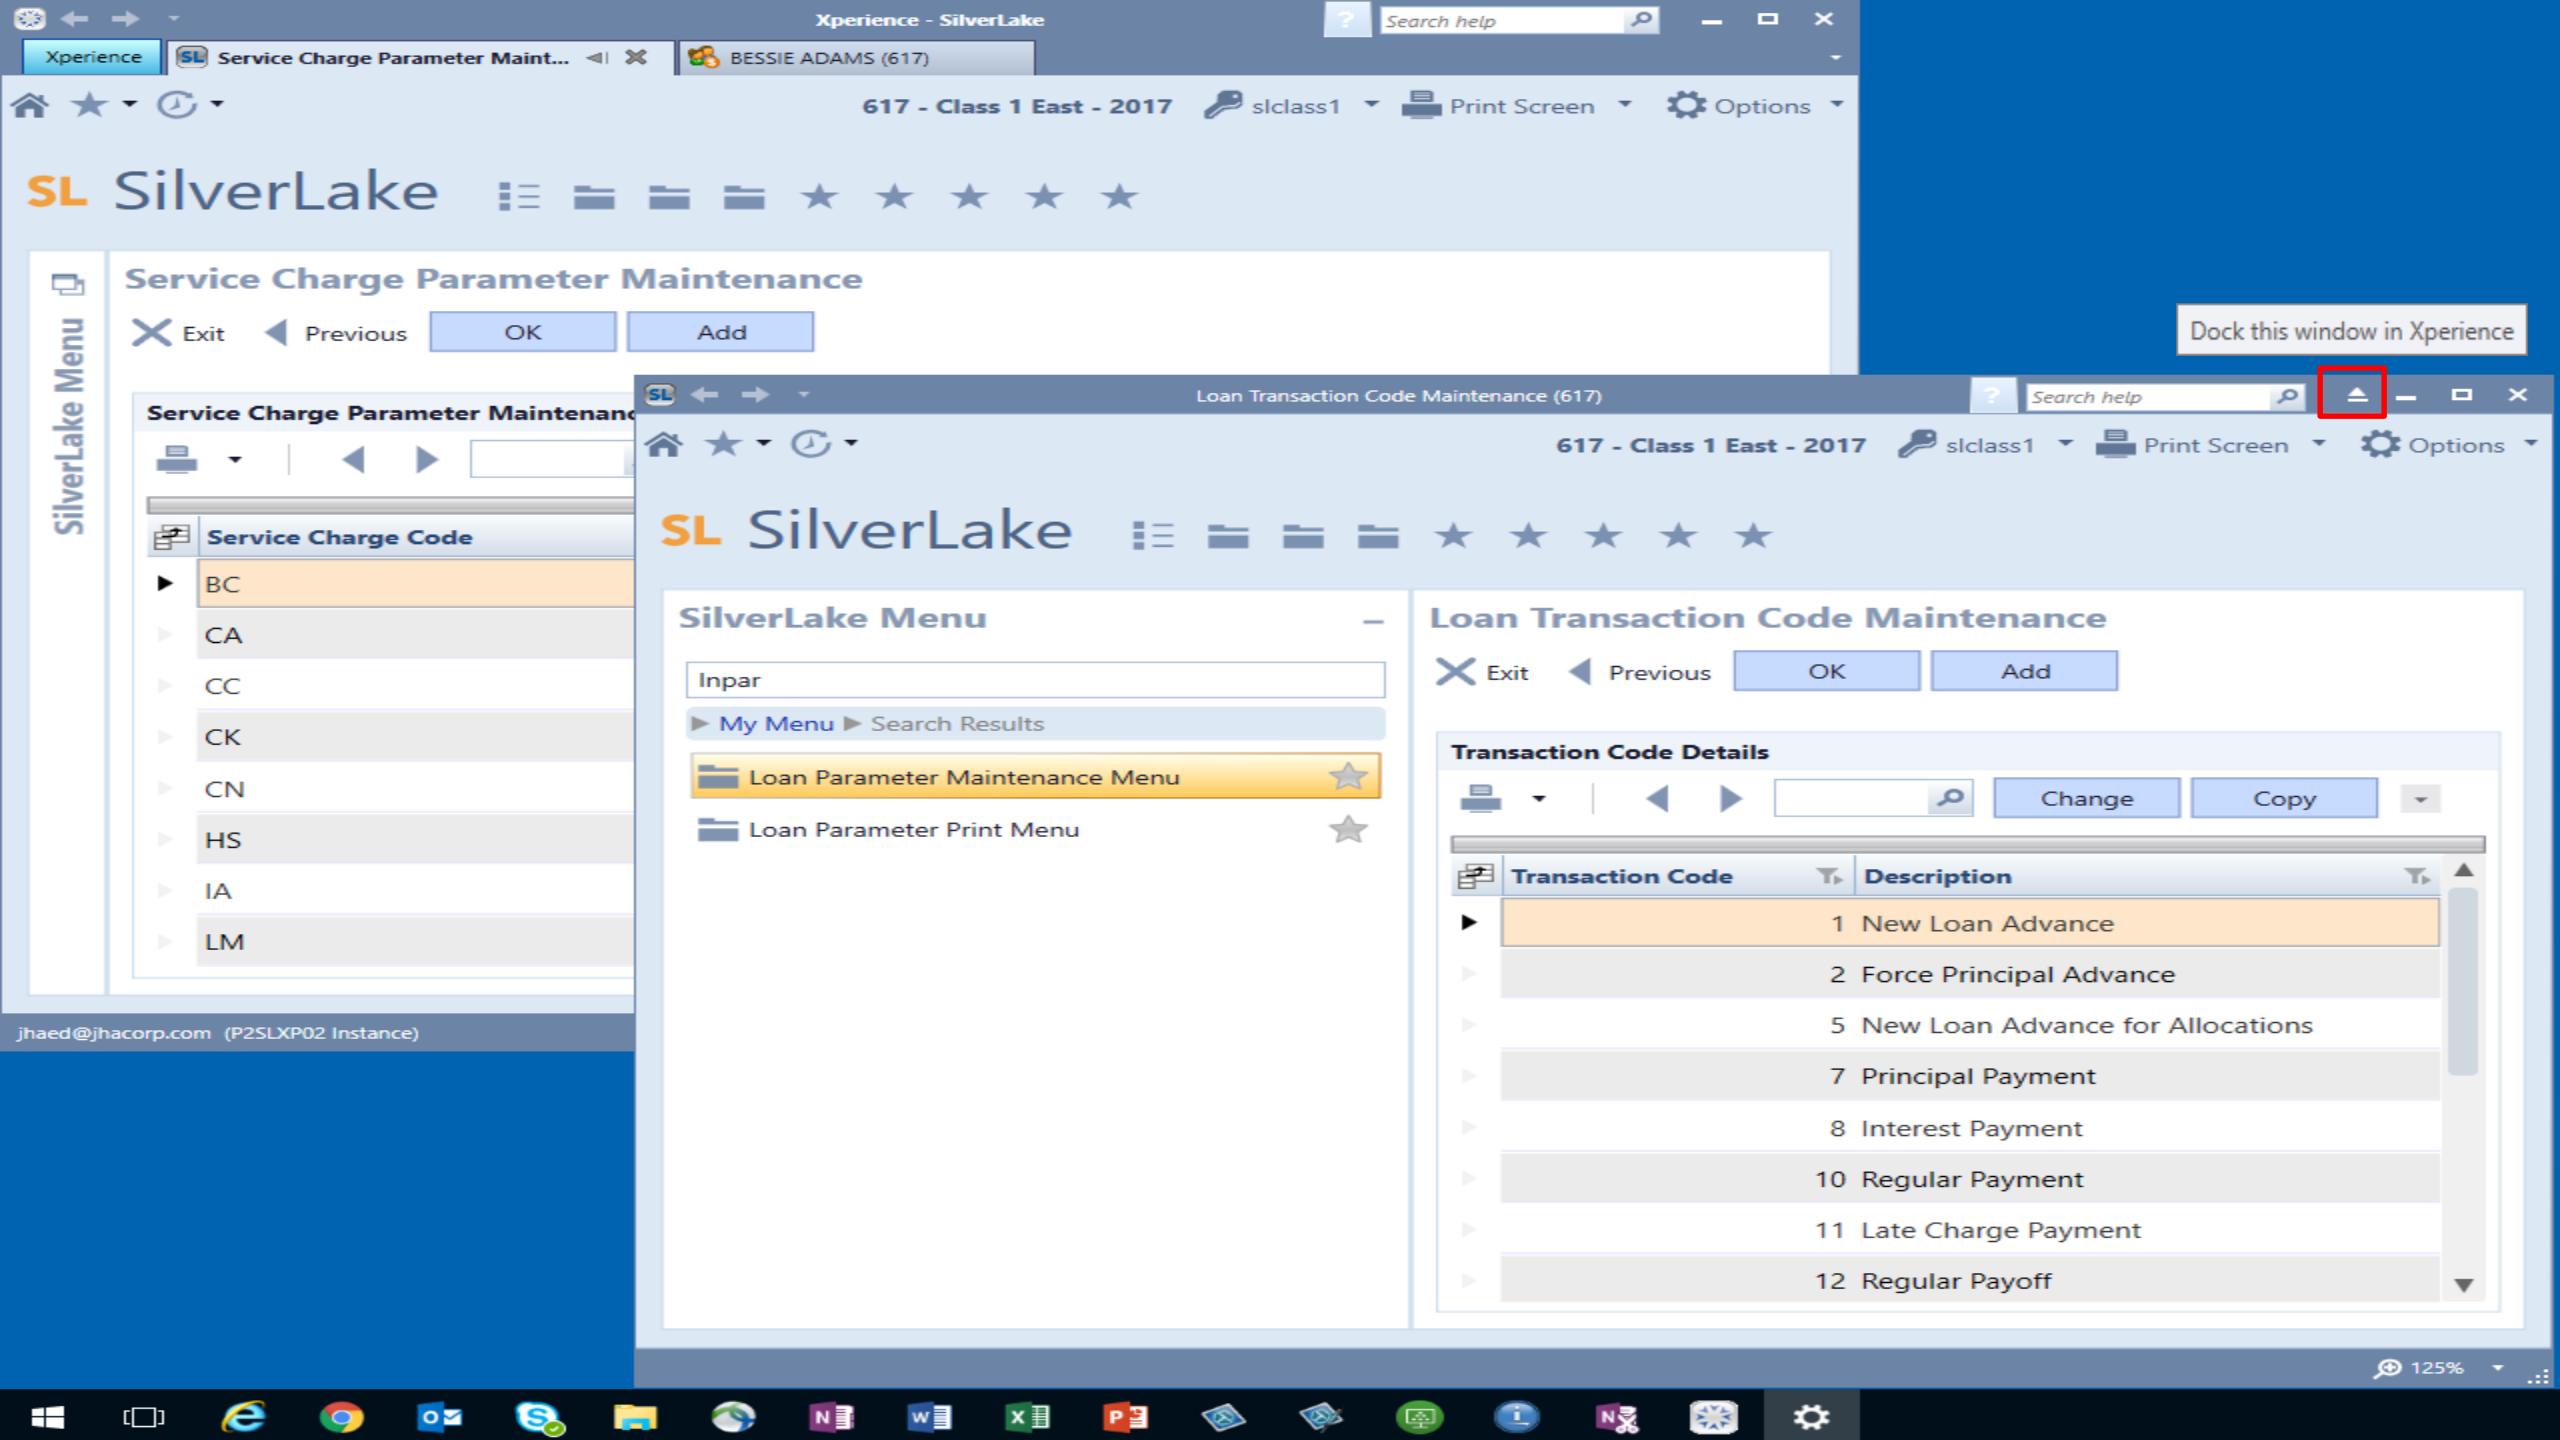 Xperience - SilverLake
Search help
Xperience
SL Service Charge Parameter Maint...
BESSIE ADAMS (617)
617 - Class 1 East - 2017 slclass1 Print Screen Options
SL SilverLake
SilverLake Menu
Service Charge Parameter Maintenance
Exit Previous OK Add
Service Charge Parameter Maintenanc
Service Charge Code
BC
CA
CC
CK
CN
HS
IA
LM
jhaed@jhacorp.com (P2SLXP02 Instance)
Dock this window in Xperience
SL Loan Transaction Code Maintenance (617) Search help
617 - Class 1 East - 2017 slclass1 Print Screen Options
SL SilverLake
SilverLake Menu
lnpar
My Menu Search Results
Loan Parameter Maintenance Menu
Loan Parameter Print Menu
Loan Transaction Code Maintenance
Exit Previous OK Add
Transaction Code Details
Change Copy
Transaction Code Description
1 New Loan Advance
2 Force Principal Advance
5 New Loan Advance for Allocations
7 Principal Payment
8 Interest Payment
10 Regular Payment
11 Late Charge Payment
12 Regular Payoff
125%